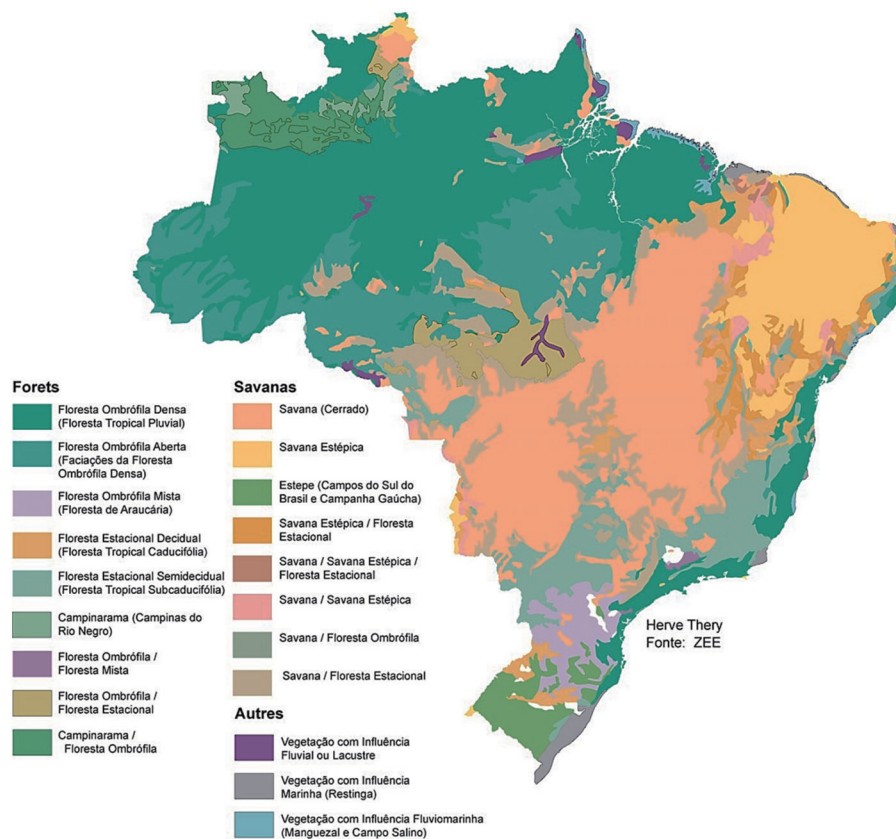 Forets
Floresta Ombrófila Densa
(Floresta Tropical Pluvial)
Floresta Ombrófila Aberta
(Faciações da Floresta
Ombrófila Densa)
Floresta Ombrófila Mista
(Floresta de Araucária)
Floresta Estacional Decidual
(Floresta Tropical Caducifólia)
Floresta Estacional Semidecidual
(Floresta Tropical Subcaducifólia)
Campinarama (Campinas do
Rio Negro)
Floresta Ombrófila /
Floresta Mista
Floresta Ombrófila /
Floresta Estacional
Campinarama /
Floresta Ombrófila
Savanas
Savana (Cerrado)
Savana Estépica
Estepe (Campos do Sul do
Brasil e Campanha Gaúcha)
Savana Estépica / Floresta
Estacional
Savana / Savana Estépica /
Floresta Estacional
Savana / Savana Estépica
Savana / Floresta Ombrófila
Savana / Floresta Estacional
Autres
Vegetação com Influência
Fluvial ou Lacustre
Vegetação com Influência
Marinha (Restinga)
Vegetação com Influência Fluviomarinha
(Manguezal e Campo Salino)
Herve Thery
Fonte: ZEE